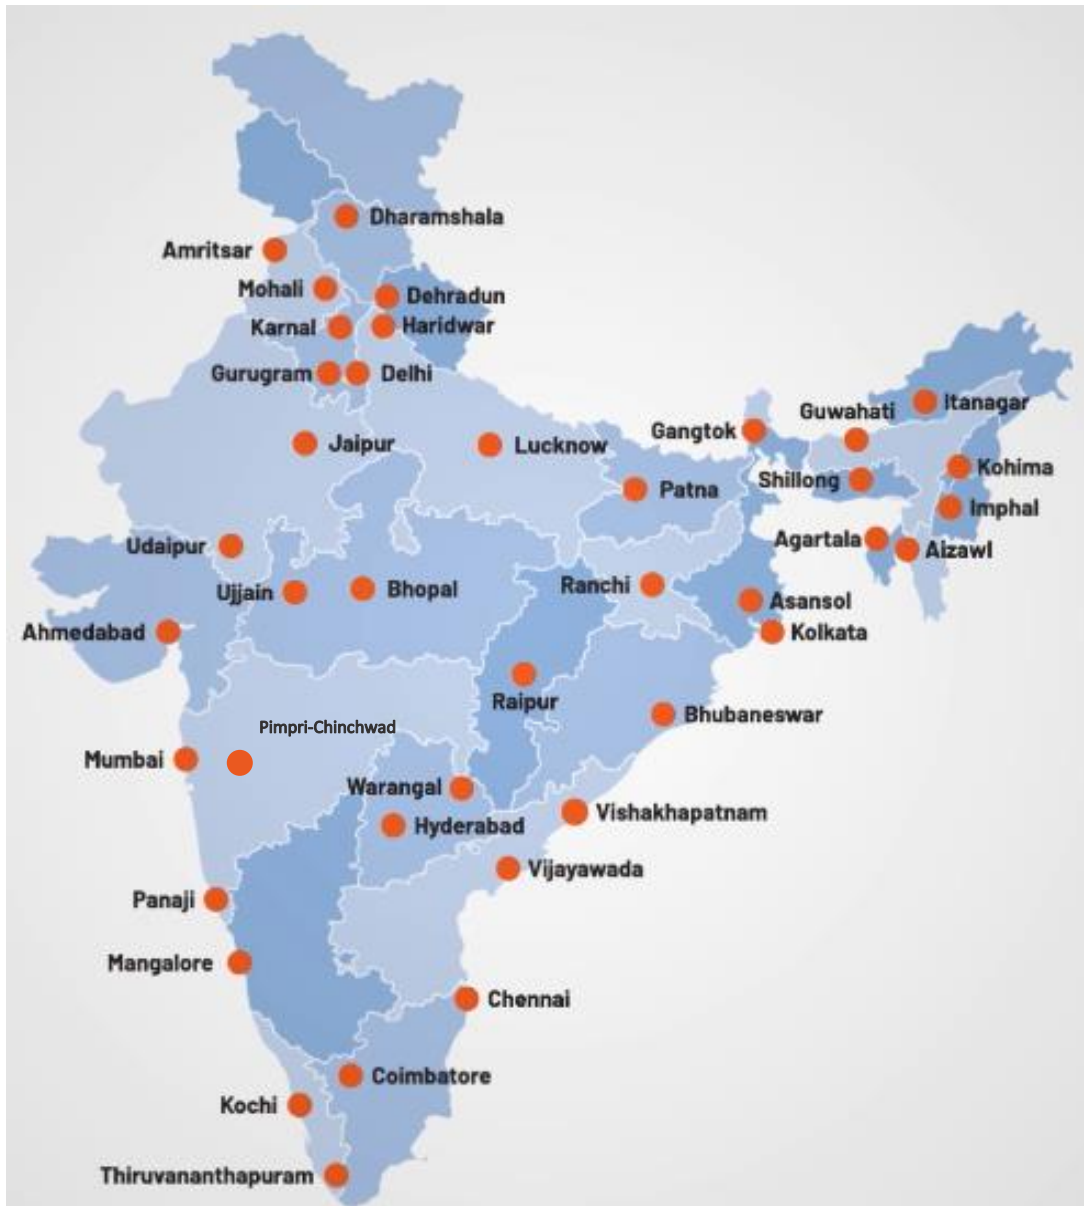 Dharamshala
Amritsar
Mohali
Dehradun
Karnal
Haridwar
Gurugram
Delhi
itanagar
Guwahati
Gangtok
Jaipur
Lucknow
Kohima
Shillong
Patna
Imphal
Agartala
Aizawl
Udaipur
Ranchi
Bhopal
Ujjain
Asansol
Ahmedabad
Kolkata
Raipur
Bhubaneswar
Pimpri-Chinchwad
Mumbai
Warangal
Vishakhapatnam
Hyderabad
Vijayawada
Panaji
Mangalore
Chennai
Coimbatore
Kochi
Thiruvananthapuram